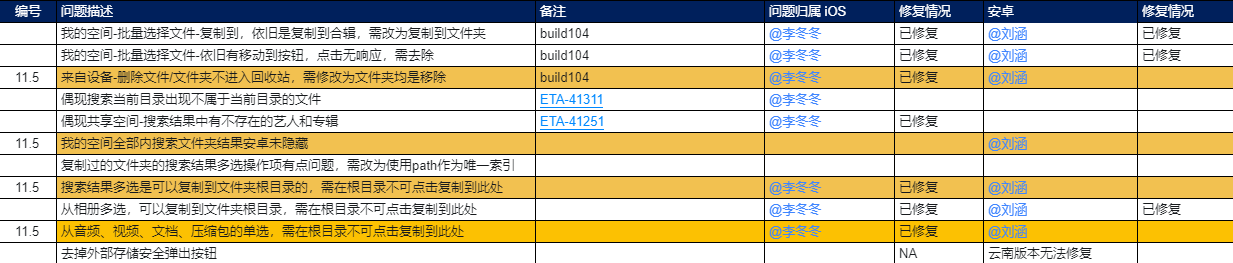 编号 问题描述 备注 问题归属 iOS 修复情况 安卓 修复情况
我的空间-批量选择文件-复制到，依旧是复制到合辑，需改为复制到文件夹 build104 @李冬冬 已修复 @刘涵 已修复
我的空间-批量选择文件-依旧有移动到按钮，点击无响应，需去除 build104 @李冬冬 已修复 @刘涵 已修复
11.5 来自设备-删除文件/文件夹不进入回收站，需修改为文件夹均是移除 build104 @李冬冬 已修复 @刘涵
偶现搜索当前目录出现不属于当前目录的文件 ETA-41311 @李冬冬
偶现共享空间-搜索结果中有不存在的艺人和专辑 ETA-41251 @李冬冬 已修复
11.5 我的空间全部内搜索文件夹结果安卓未隐藏 @刘涵
复制过的文件夹的搜索结果多选操作项有点问题，需改为使用path作为唯一索引
11.5 搜索结果多选是可以复制到文件夹根目录的，需在根目录不可点击复制到此处 @李冬冬 已修复 @刘涵
从相册多选，可以复制到文件夹根目录，需在根目录不可点击复制到此处 @李冬冬 已修复 @刘涵 已修复
11.5 从音频、视频、文档、压缩包的单选，需在根目录不可点击复制到此处 @李冬冬 已修复 @刘涵
去掉外部存储安全弹出按钮 NA 云南版本无法修复